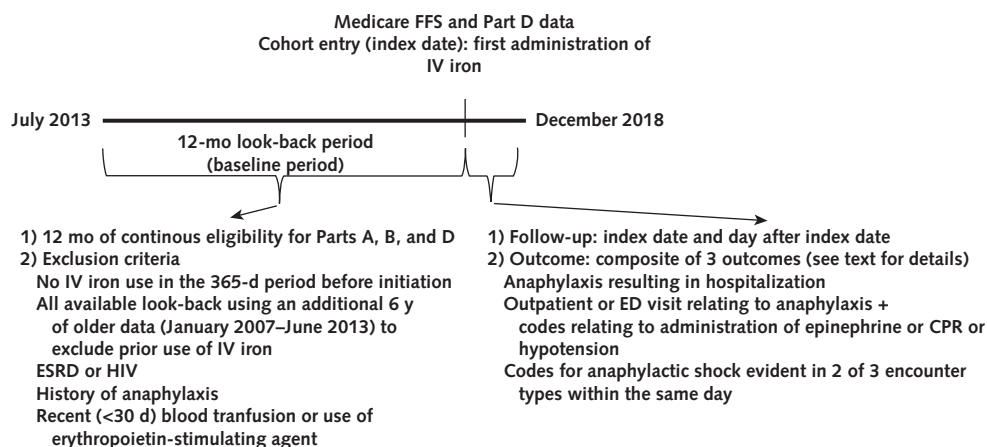 Medicare FFS and Part D data
Cohort entry (index date): first administration of
IV iron
July 2013
December 2018
12-mo look-back period
(baseline period)
1) 12 mo of continous eligibility for Parts A, B, and D
2) Exclusion criteria
No IV iron use in the 365-d period before initiation
All available look-back using an additional 6 y
of older data (January 2007–June 2013) to
exclude prior use of IV iron
ESRD or HIV
History of anaphylaxis
Recent (<30 d) blood tranfusion or use of
erythropoietin-stimulating agent
1) Follow-up: index date and day after index date
2) Outcome: composite of 3 outcomes (see text for details)
Anaphylaxis resulting in hospitalization
Outpatient or ED visit relating to anaphylaxis +
codes relating to administration of epinephrine or CPR or
hypotension
Codes for anaphylactic shock evident in 2 of 3 encounter
types within the same day